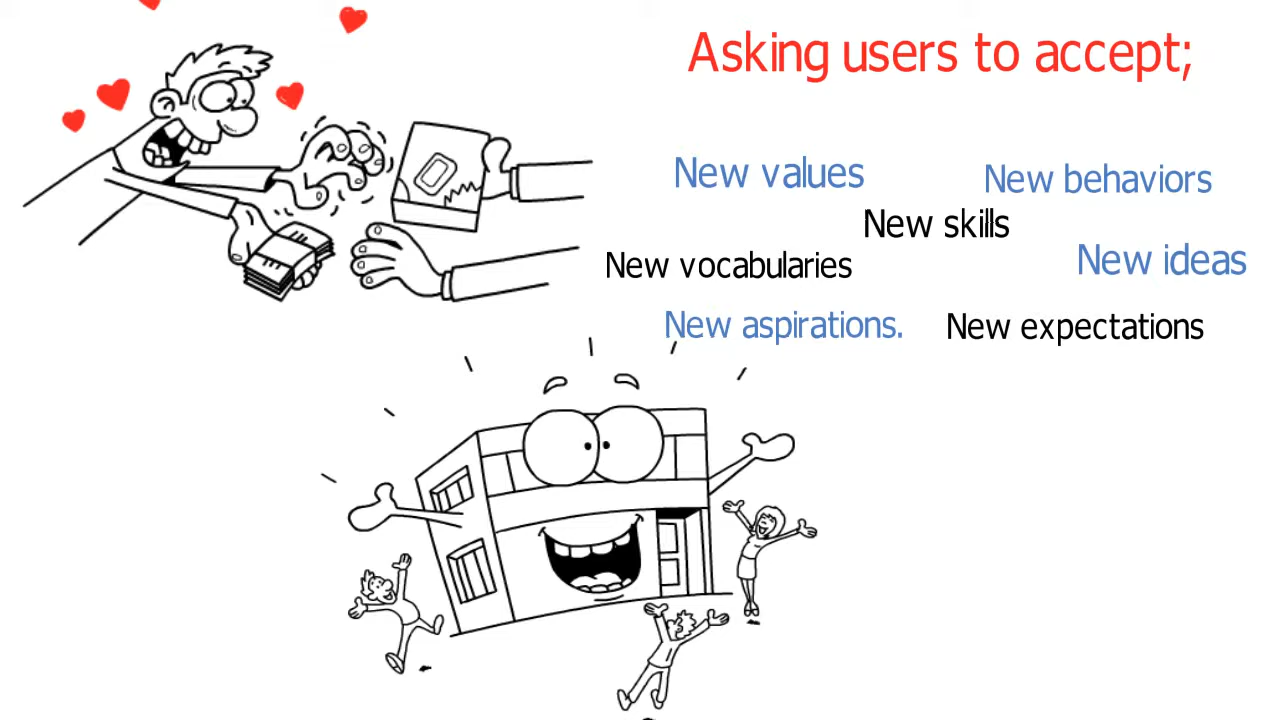 Asking users to accept;
New values
New behaviors
New skills
New vocabularies
New ideas
New aspirations.
New expectations